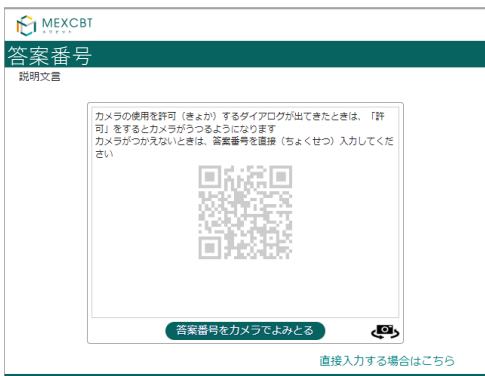 MEXCBT
メクビット
答案番号
説明文言
カメラの使用を許可（きょか）するダイアログが出てきたときは、「許
可」をするとカメラがうつるようになります
カメラがつかえないときは、答案番号を直接（ちょくせつ）入力してくだ
さい
答案番号をカメラでよみとる
直接入力する場合はこちら